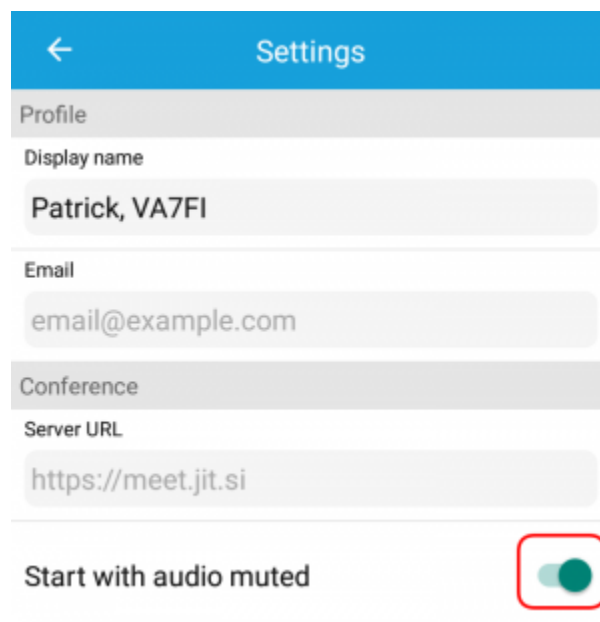 Settings
Profile
Display name
Patrick, VA7FI
Email
email@example.com
Conference
Server URL
https://meet.jit.si
Start with audio muted